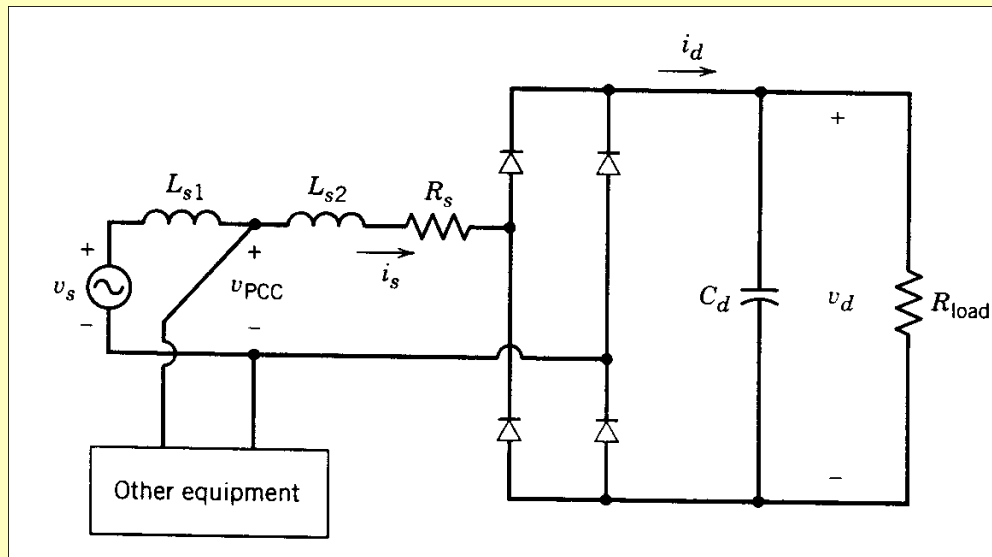 i_d
+
L_s1
L_s2
R_s
+
v_s
−
+
v_PCC
−
i_s
C_d
v_d
R_load
−
Other equipment